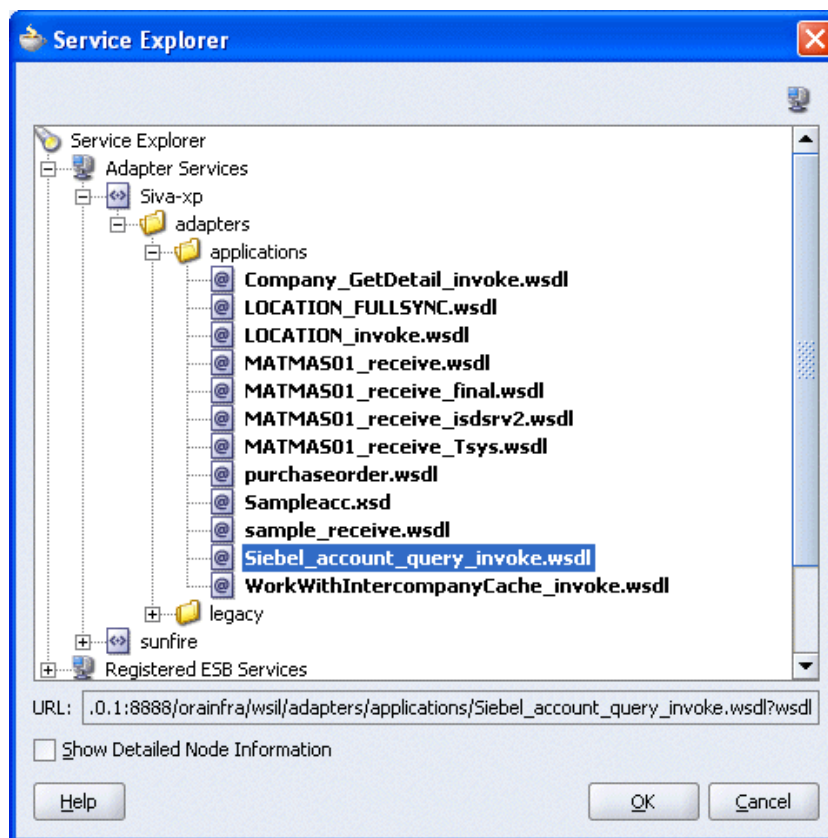 Service Explorer
Service Explorer
Adapter Services
Siva-xp
adapters
applications
Company_GetDetail_invoke.wsdl
LOCATION_FULLSYNC.wsdl
LOCATION_invoke.wsdl
MATMAS01_receive.wsdl
MATMAS01_receive_final.wsdl
MATMAS01_receive_isdsrv2.wsdl
MATMAS01_receive_Tsys.wsdl
purchaseorder.wsdl
Sampleacc.xsd
sample_receive.wsdl
Siebel_account_query_invoke.wsdl
WorkWithIntercompanyCache_invoke.wsdl
legacy
sunfire
Registered ESB Services
URL: .0.1:8888/orainfra/wsil/adapters/applications/Siebel_account_query_invoke.wsdl?wsdl
Show Detailed Node Information
Help OK Cancel